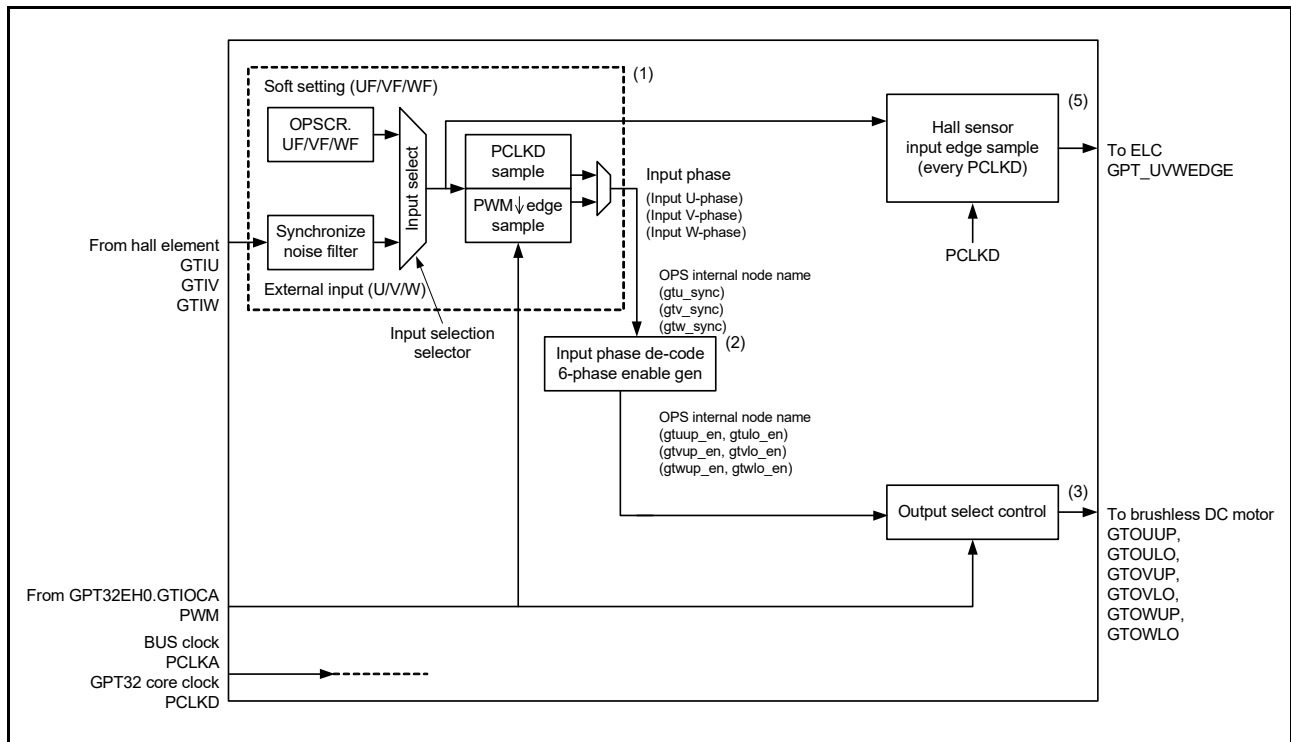 (1)
Soft setting (UF/VF/WF)
OPSCR.
UF/VF/WF
Input select
Synchronize
noise filter
External input (U/V/W)
Input selection
selector
PCLKD
sample
PWM↓edge
sample
Input phase
(Input U-phase)
(Input V-phase)
(Input W-phase)
(5)
Hall sensor
input edge sample
(every PCLKD)
PCLKD
To ELC
GPT_UVWEDGE
From hall element
GTIU
GTIV
GTIW
OPS internal node name
(gtu_sync)
(gtv_sync)
(gtw_sync)
(2)
Input phase de-code
6-phase enable gen
OPS internal node name
(gtuup_en, gtulo_en)
(gtvup_en, gtvlo_en)
(gtwup_en, gtwlo_en)
(3)
Output select control
To brushless DC motor
GTOUUP,
GTOULO,
GTOVUP,
GTOVLO,
GTOWUP,
GTOWLO
From GPT32EH0.GTIOCA
PWM
BUS clock
PCLKA
GPT32 core clock
PCLKD